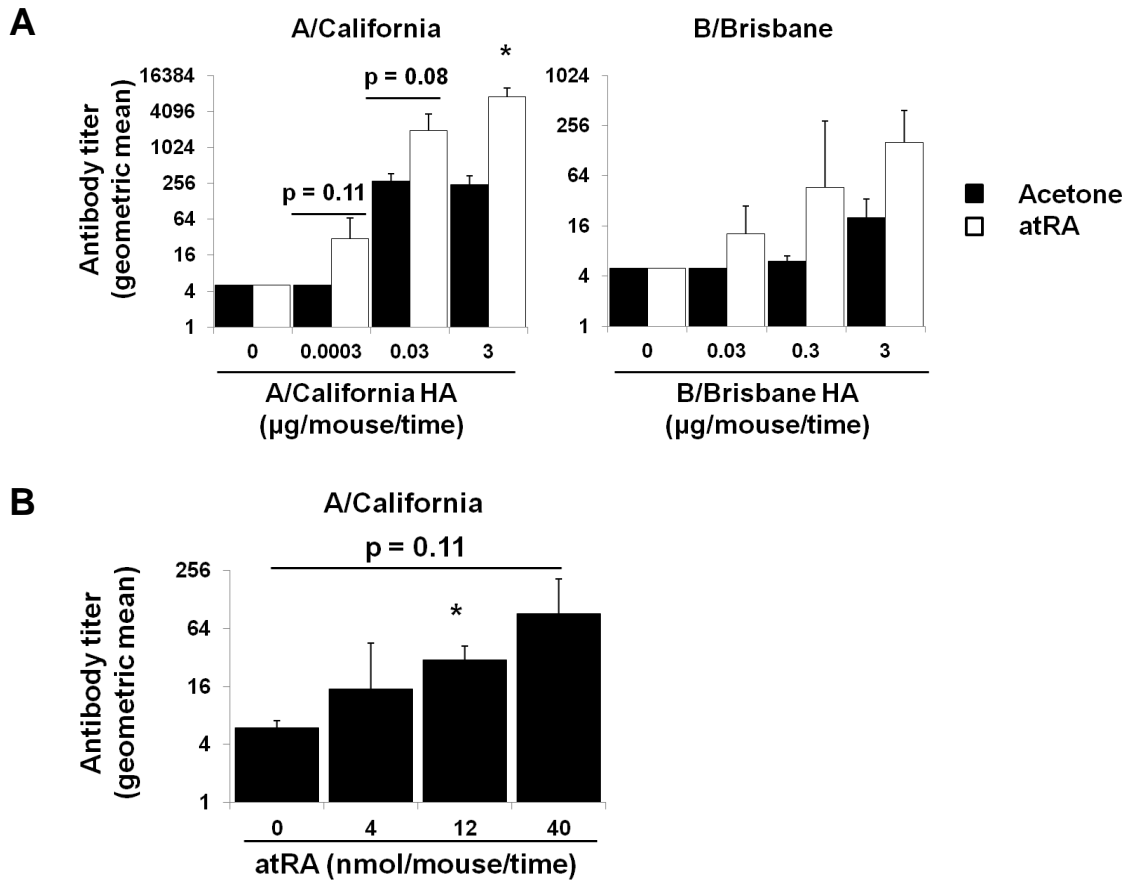 A
A/California
B/Brisbane
*
p = 0.08
p = 0.11
Antibody titer
(geometric mean)
16384
4096
1024
256
64
16
4
1
0 0.0003 0.03 3
A/California HA
(µg/mouse/time)
1024
256
64
16
4
1
0 0.03 0.3 3
B/Brisbane HA
(µg/mouse/time)
Acetone
atRA
B
A/California
p = 0.11
*
Antibody titer
(geometric mean)
256
64
16
4
1
0 4 12 40
atRA (nmol/mouse/time)